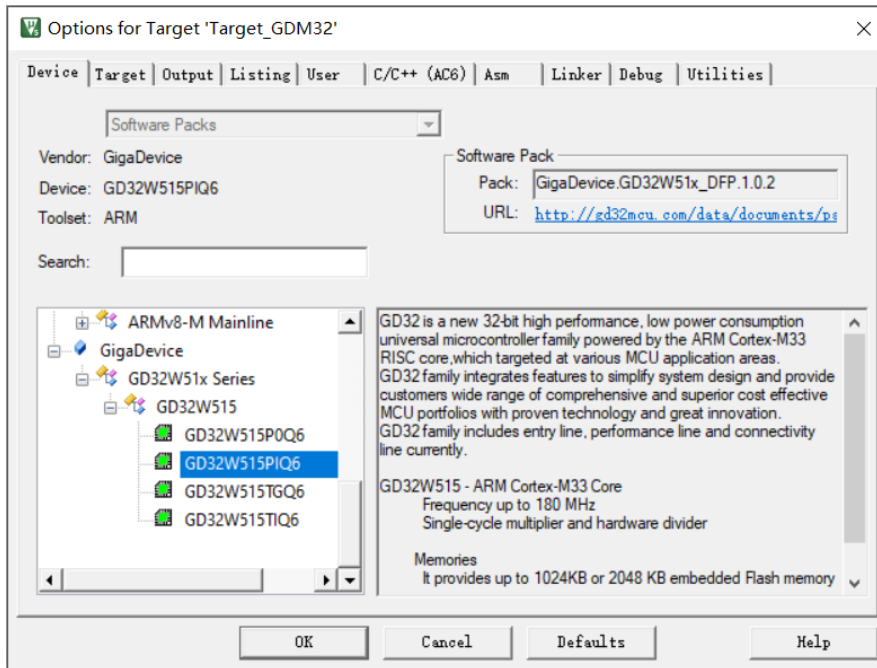 Options for Target 'Target_GDM32'
Device Target Output Listing User C/C++ (AC6) Asm Linker Debug Utilities
Software Packs
Vendor: GigaDevice
Device: GD32W515PIQ6
Toolset: ARM
Search:
Software Pack
Pack: GigaDevice.GD32W51x_DFP.1.0.2
URL: http://gd32mcu.com/data/documents/ps
ARMv8-M Mainline
GigaDevice
GD32W51x Series
GD32W515
GD32W515P0Q6
GD32W515PIQ6
GD32W515TGQ6
GD32W515TIQ6
GD32 is a new 32-bit high performance, low power consumption
universal microcontroller family powered by the ARM Cortex-M33
RISC core,which targeted at various MCU application areas.
GD32 family integrates features to simplify system design and provide
customers wide range of comprehensive and superior cost effective
MCU portfolios with proven technology and great innovation.
GD32 family includes entry line, performance line and connectivity
line currently.
GD32W515 - ARM Cortex-M33 Core
Frequency up to 180 MHz
Single-cycle multiplier and hardware divider
Memories
It provides up to 1024KB or 2048 KB embedded Flash memory
OK Cancel Defaults Help